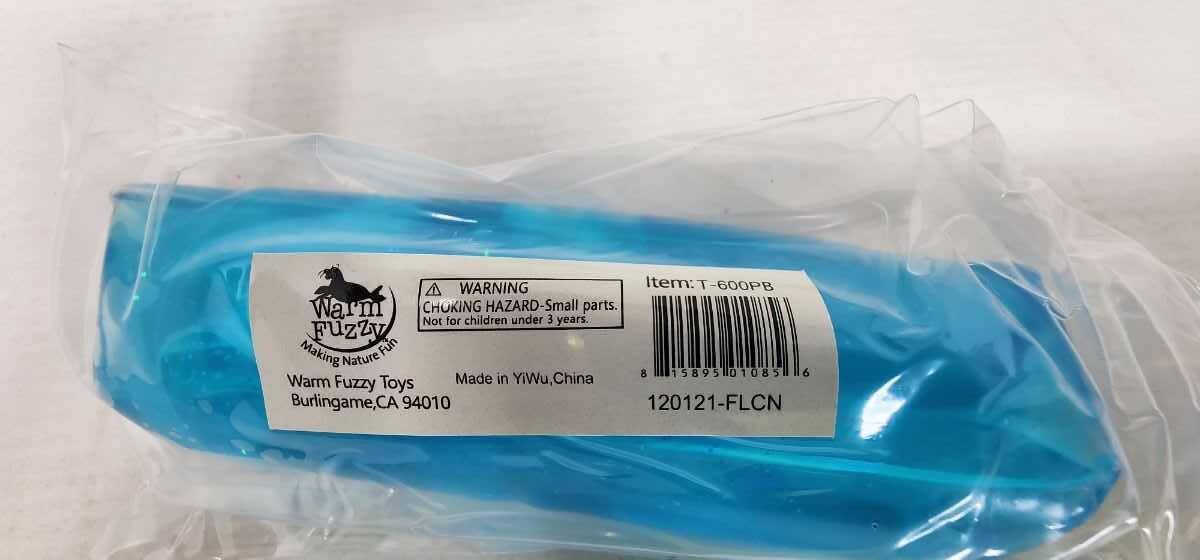 Warm
Fuzzy
Making Nature Fun
Warm Fuzzy Toys
Burlingame,CA 94010
⚠ WARNING
CHOKING HAZARD-Small parts.
Not for children under 3 years.
Made in YiWu,China
Item: T-600PB
8 15895 01085 6
120121-FLCN